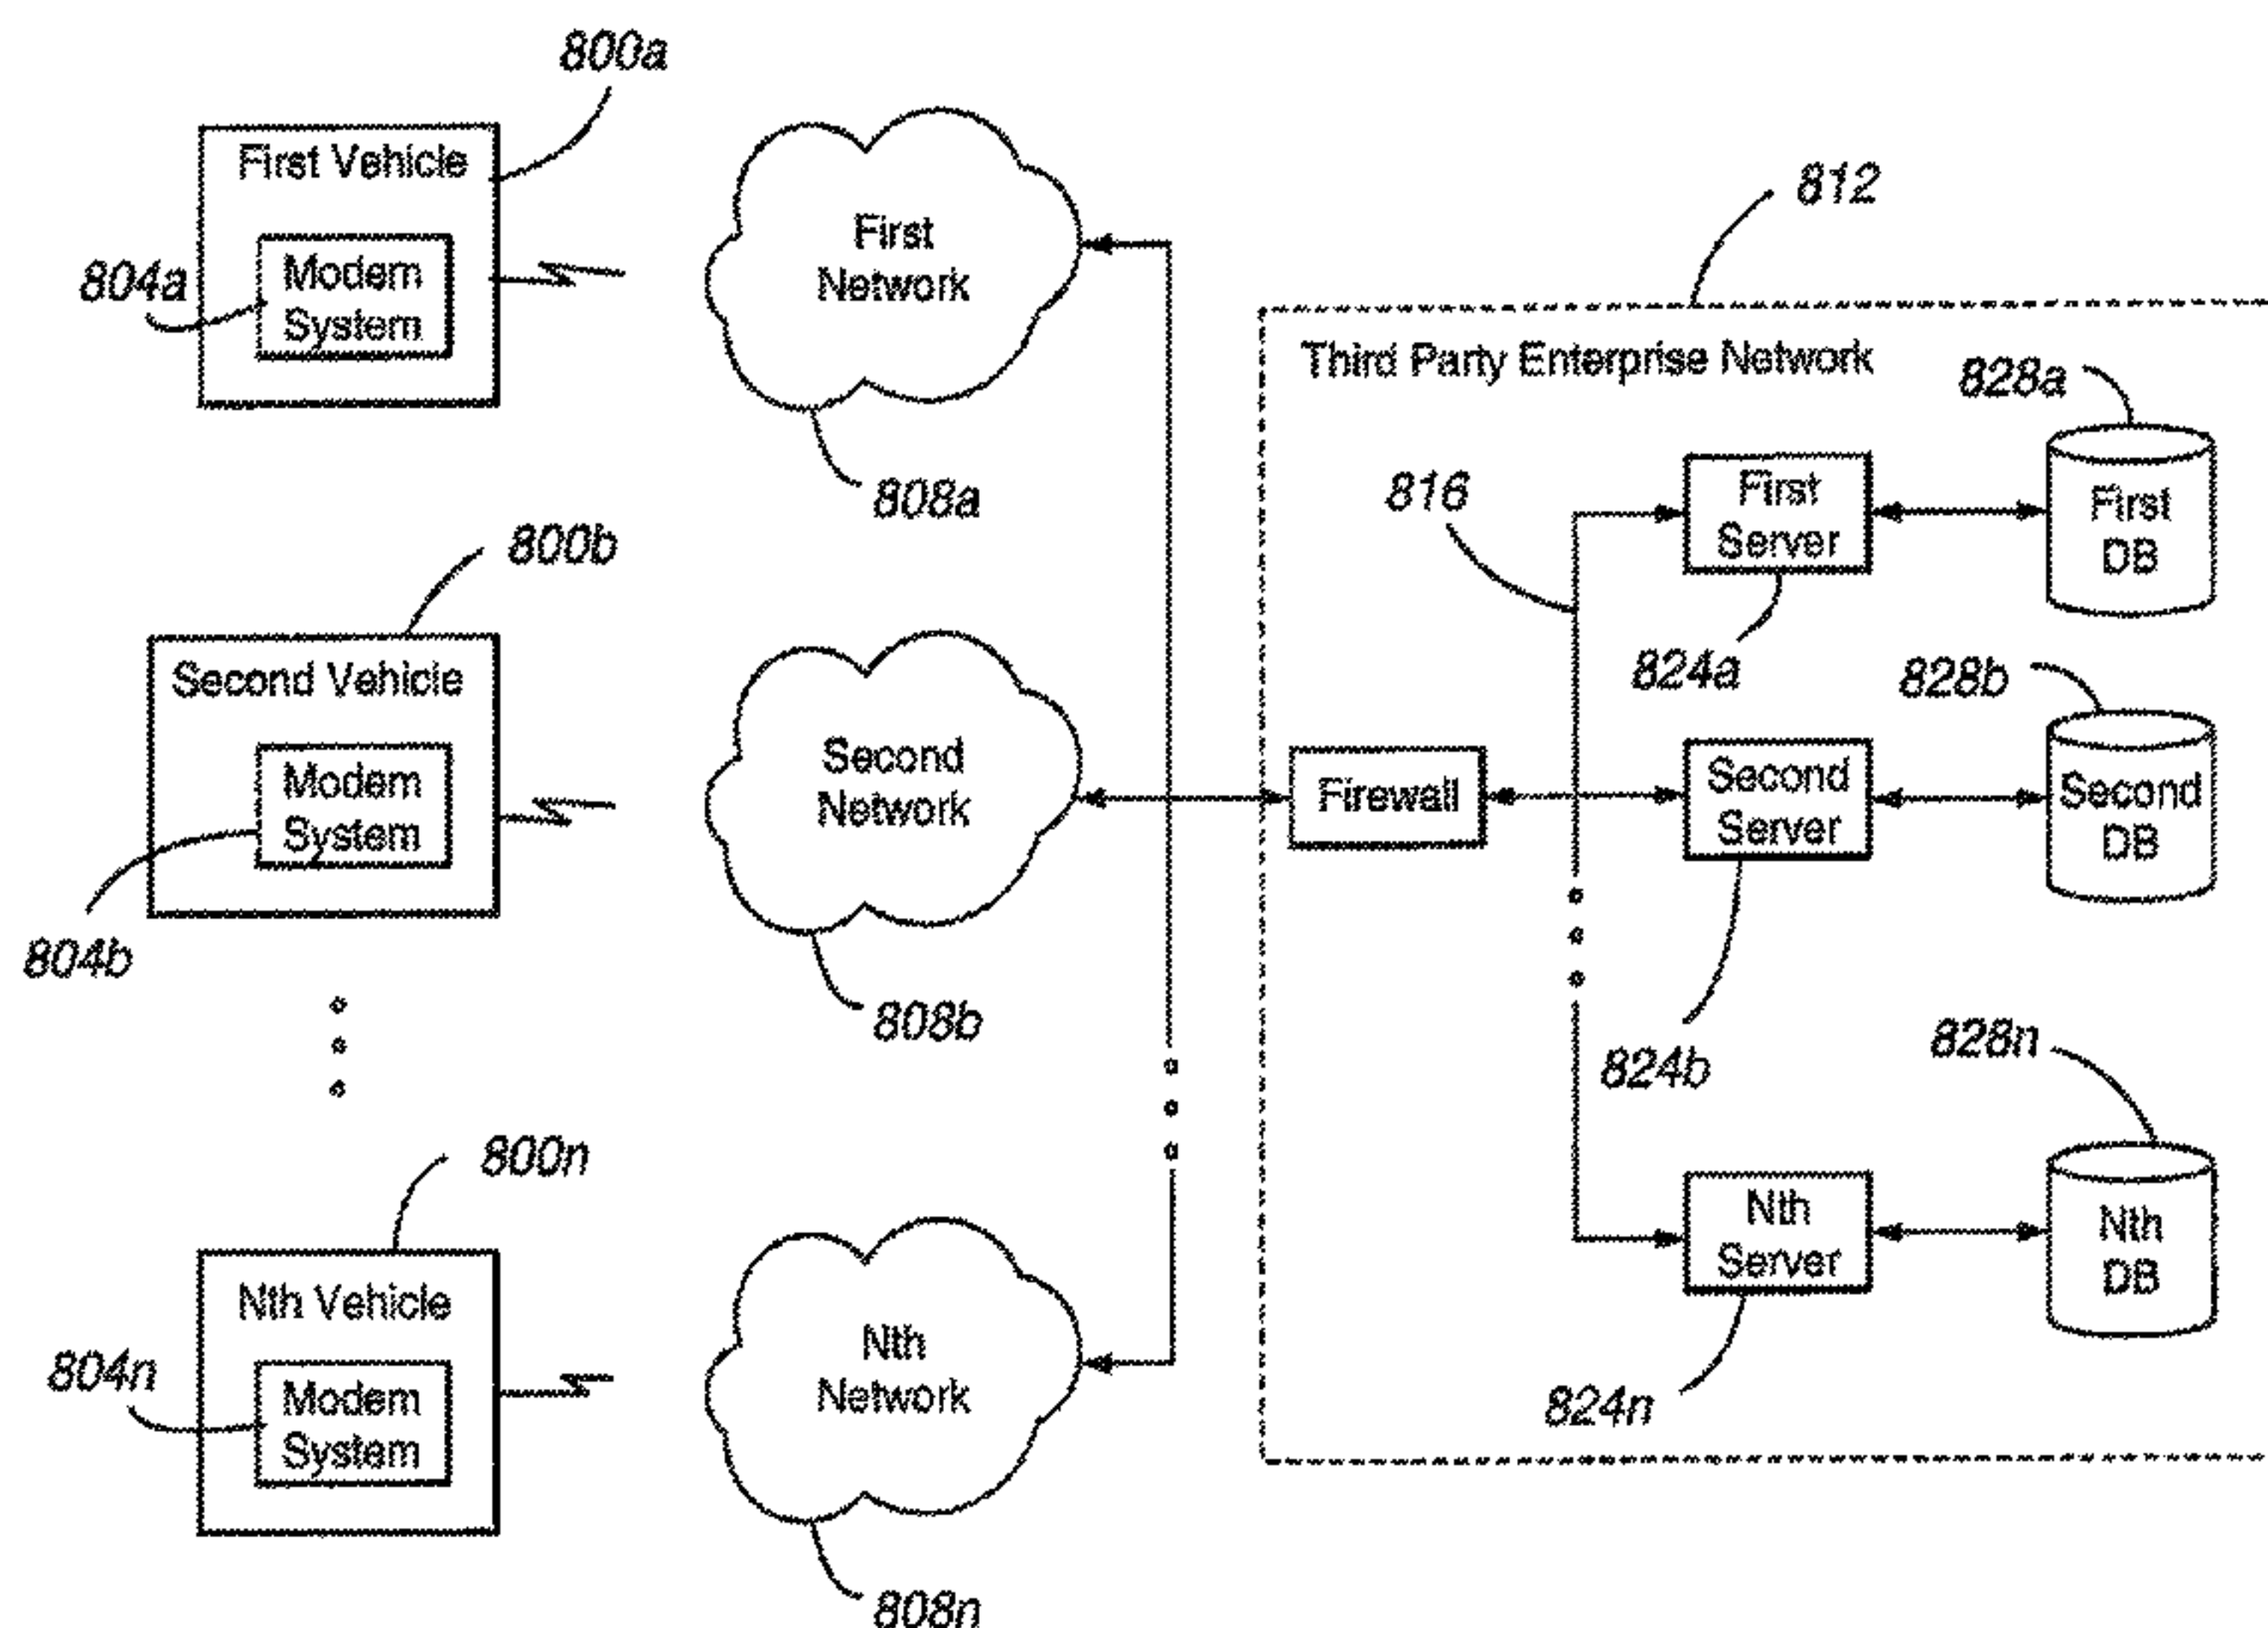 800a
First Vehicle
804a
Modem
System
First
Network
808a
812
Third Party Enterprise Network
828a
816
First
Server
First
DB
824a
800b
Second Vehicle
Modem
System
804b
Second
Network
808b
Firewall
828b
Second
Server
Second
DB
824b
800n
Nth Vehicle
804n
Modem
System
Nth
Network
808n
828n
Nth
Server
Nth
DB
824n